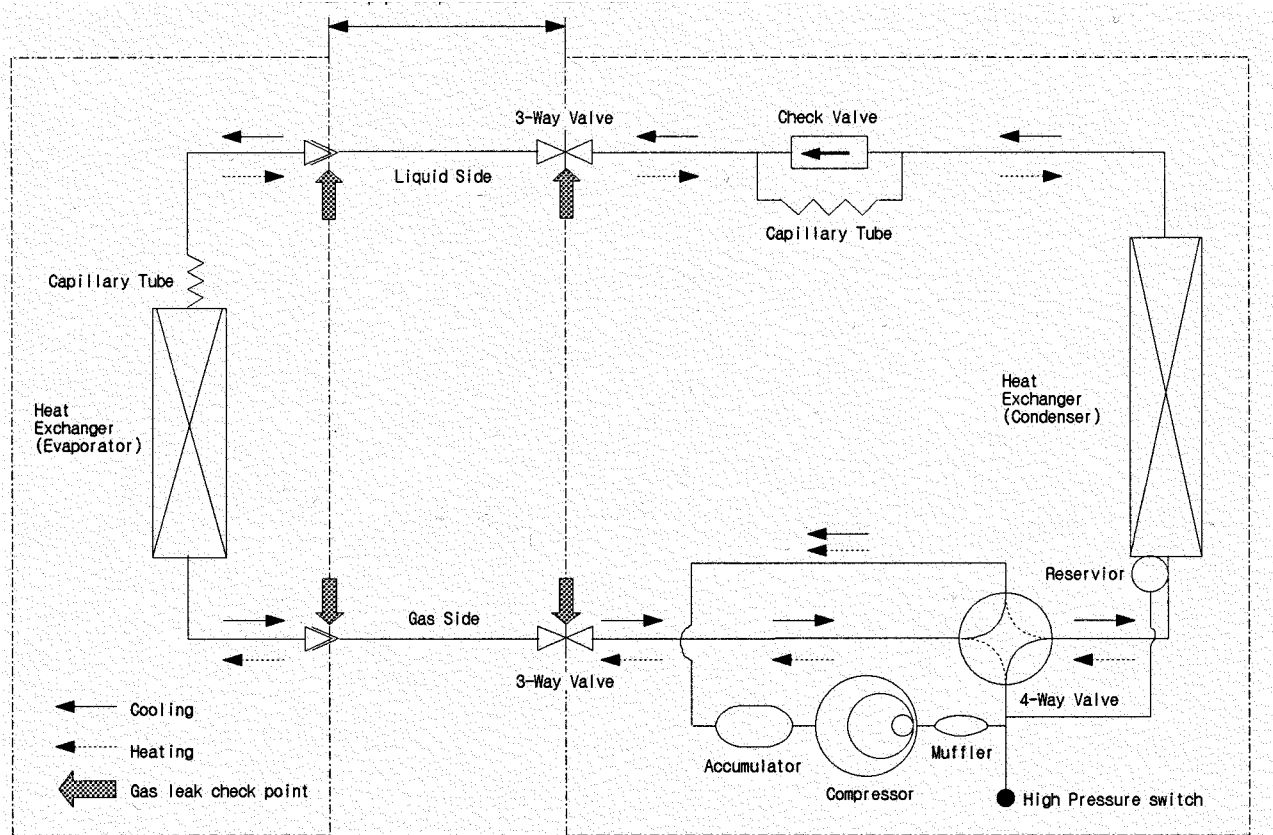 3-Way Valve
Check Valve
Liquid Side
Capillary Tube
Capillary Tube
Heat
Exchanger
(Evaporator)
Heat
Exchanger
(Condenser)
Reservior
Gas Side
3-Way Valve
4-Way Valve
Cooling
Heating
Gas leak check point
Accumulator
Compressor
Muffler
High Pressure switch